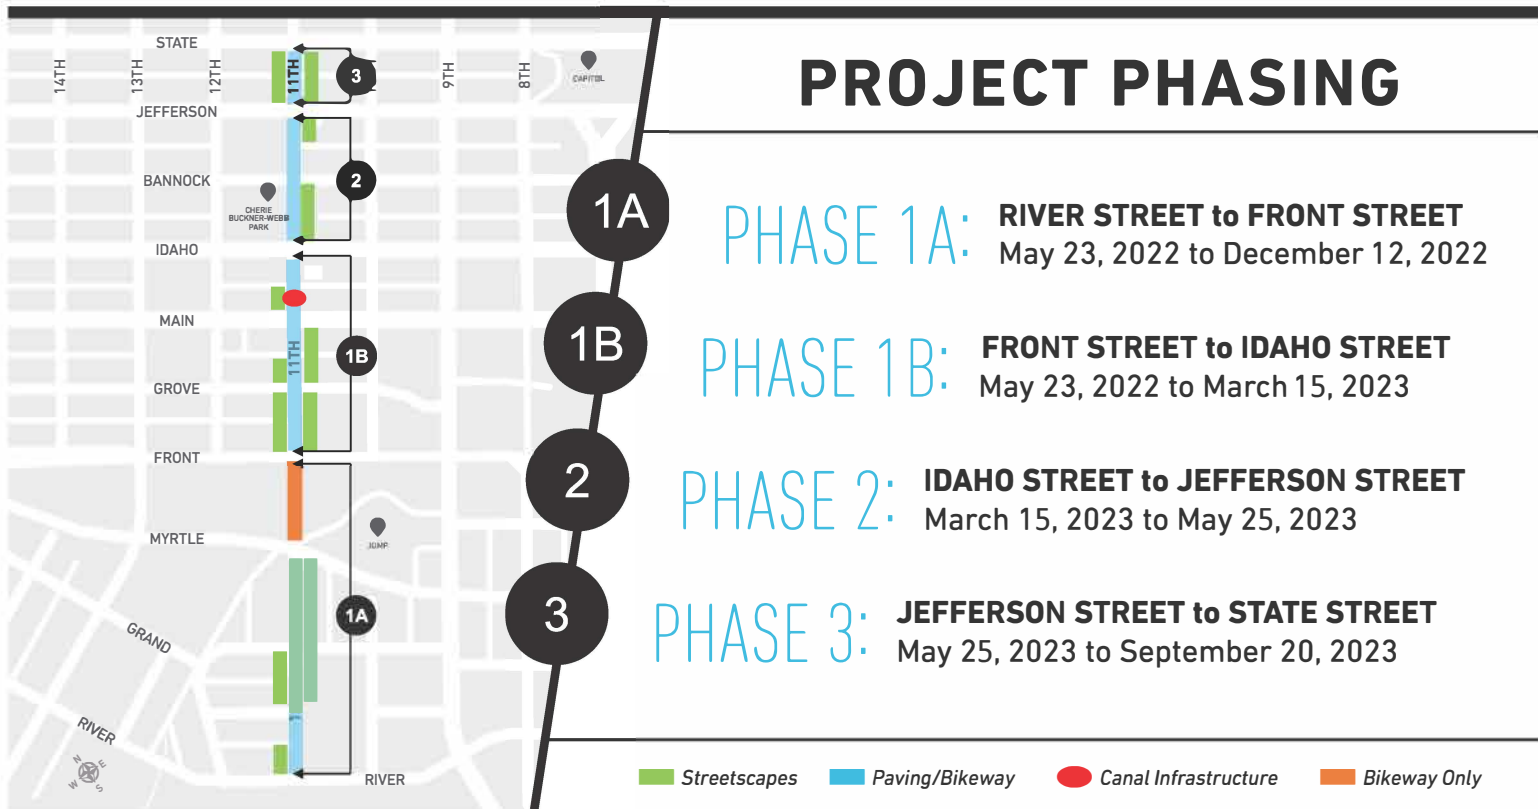 STATE
14TH
13TH
12TH
11TH
3
9TH
8TH
CAPITOL
JEFFERSON
BANNOCK
2
CHERIE
BUCKNER-WEBB
PARK
IDAHO
MAIN
11TH
1B
GROVE
FRONT
MYRTLE
JUMP
1A
GRAND
RIVER
N
E
W
S
RIVER
PROJECT PHASING
1A
PHASE 1A:
RIVER STREET to FRONT STREET
May 23, 2022 to December 12, 2022
1B
PHASE 1B:
FRONT STREET to IDAHO STREET
May 23, 2022 to March 15, 2023
2
PHASE 2:
IDAHO STREET to JEFFERSON STREET
March 15, 2023 to May 25, 2023
3
PHASE 3:
JEFFERSON STREET to STATE STREET
May 25, 2023 to September 20, 2023
Streetscapes
Paving/Bikeway
Canal Infrastructure
Bikeway Only